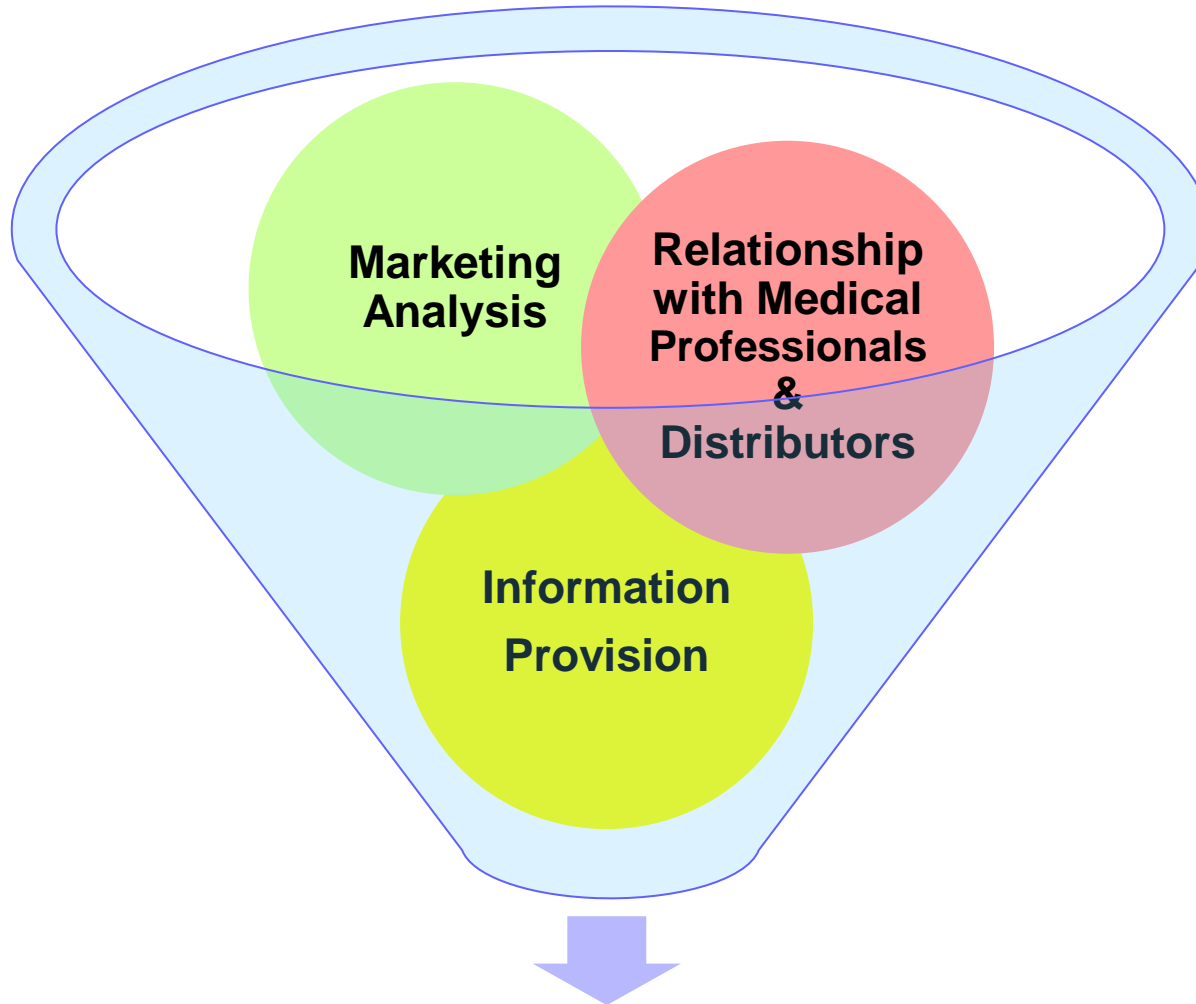 Marketing
Analysis
Relationship
with Medical
Professionals
&
Distributors
Information
Provision